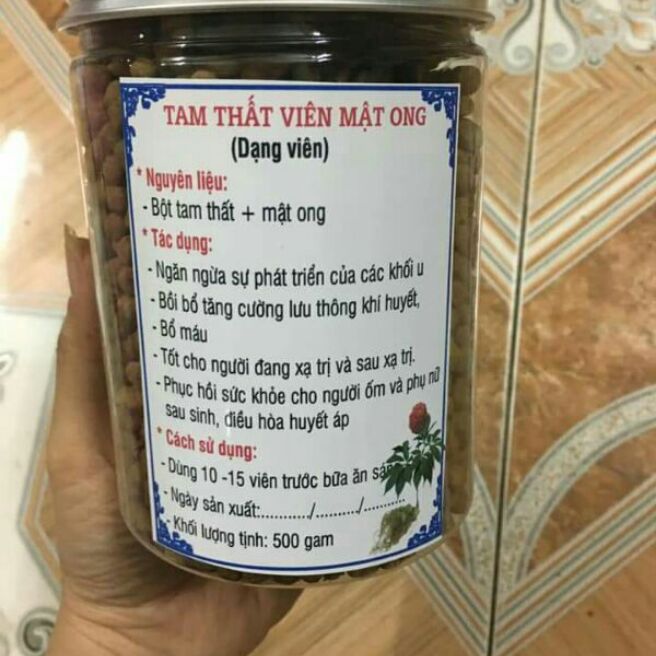 TAM THẤT VIÊN MẬT ONG
(Dạng viên)
* Nguyên liệu:
- Bột tam thất + mật ong
* Tác dụng:
- Ngăn ngừa sự phát triển của các khối u
- Bồi bổ tăng cường lưu thông khí huyết,
- Bổ máu
- Tốt cho người đang xạ trị và sau xạ trị.
- Phục hồi sức khỏe cho người ốm và phụ nữ
sau sinh, điều hòa huyết áp
* Cách sử dụng:
- Dùng 10 -15 viên trước bữa ăn
- Ngày sản xuất:........../........./..........
- Khối lượng tịnh: 500 gam